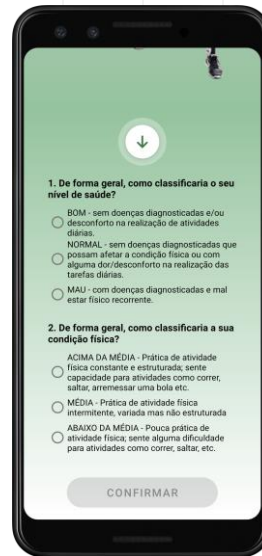 1. De forma geral, como classificaria o seu
nível de saúde?
BOM - sem doenças diagnosticadas e/ou
desconforto na realização de atividades
diárias.
NORMAL - sem doenças diagnosticadas que
possam afetar a condição física ou com
alguma dor/desconforto na realização das
tarefas diárias.
MAU - com doenças diagnosticadas e mal
estar físico recorrente.
2. De forma geral, como classificaria a sua
condição física?
ACIMA DA MÉDIA - Prática de atividade
física constante e estruturada; sente
capacidade para atividades como correr,
saltar, arremessar uma bola etc.
MÉDIA - Prática de atividade física
intermitente, variada mas não estruturada
ABAIXO DA MÉDIA - Pouca prática de
atividade física; sente alguma dificuldade
para atividades como correr, saltar, etc.
CONFIRMAR